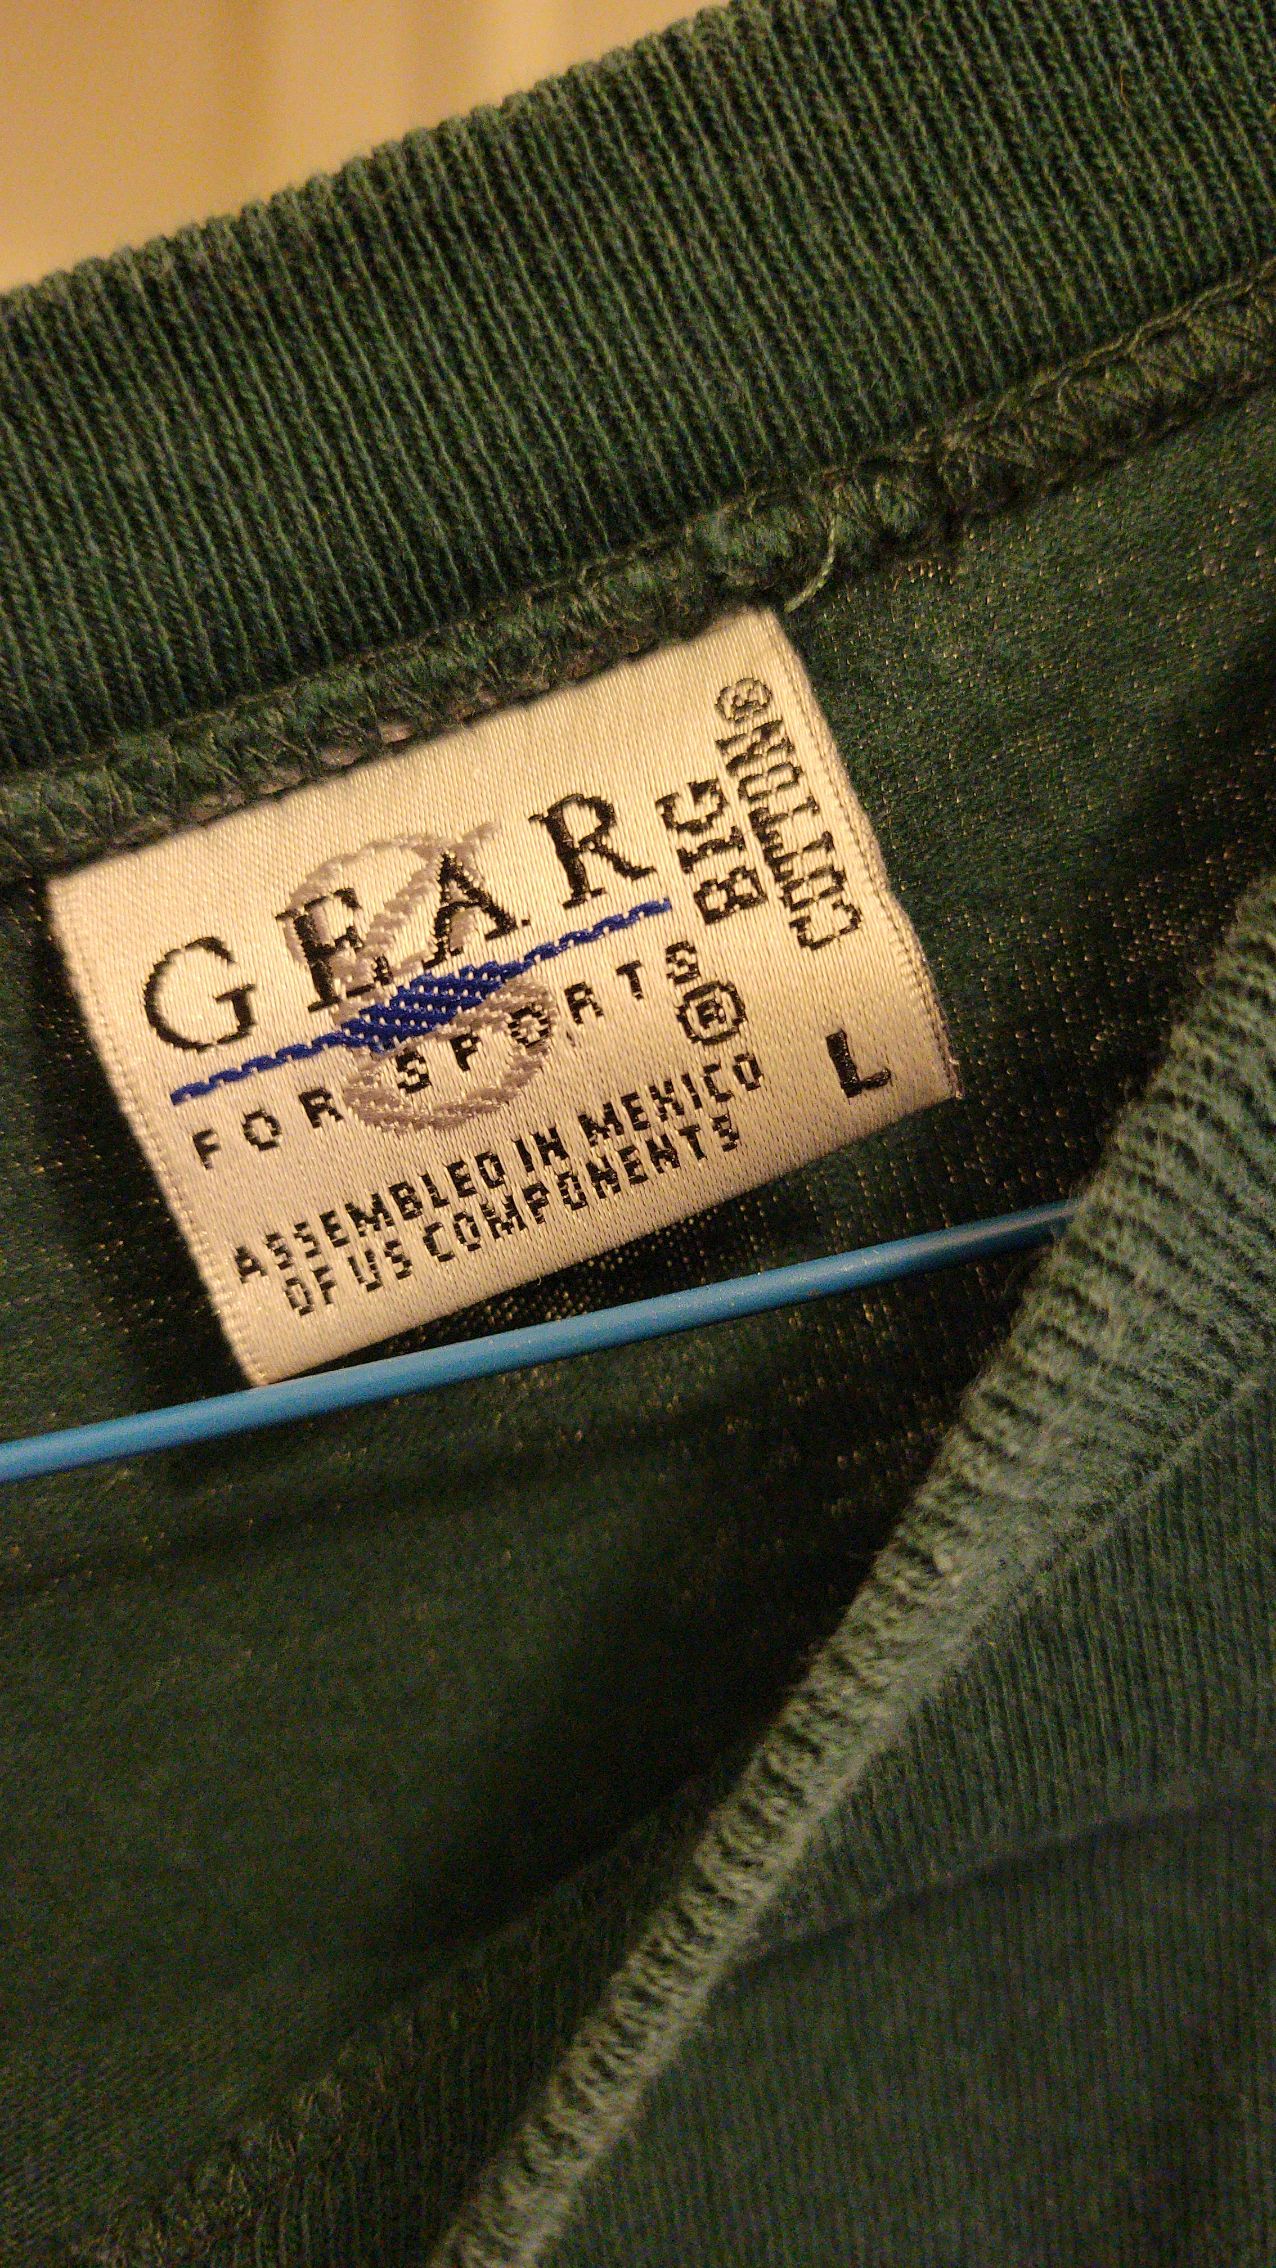 GEAR
FOR SPORTS®
BIG
COTTON®
ASSEMBLED IN MEXICO
OF US COMPONENTS
L